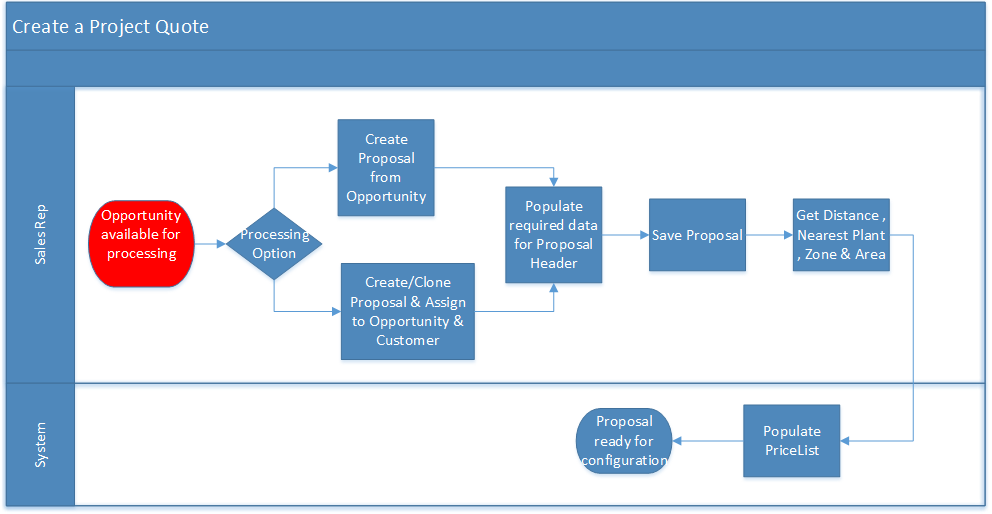 Create a Project Quote
Sales Rep
Opportunity
available for
processing
Processing
Option
Create
Proposal
from
Opportunity
Create/Clone
Proposal & Assign
to Opportunity &
Customer
Populate
required data
for Proposal
Header
Save Proposal
Get Distance ,
Nearest Plant
, Zone & Area
System
Proposal
ready for
configuration
Populate
PriceList